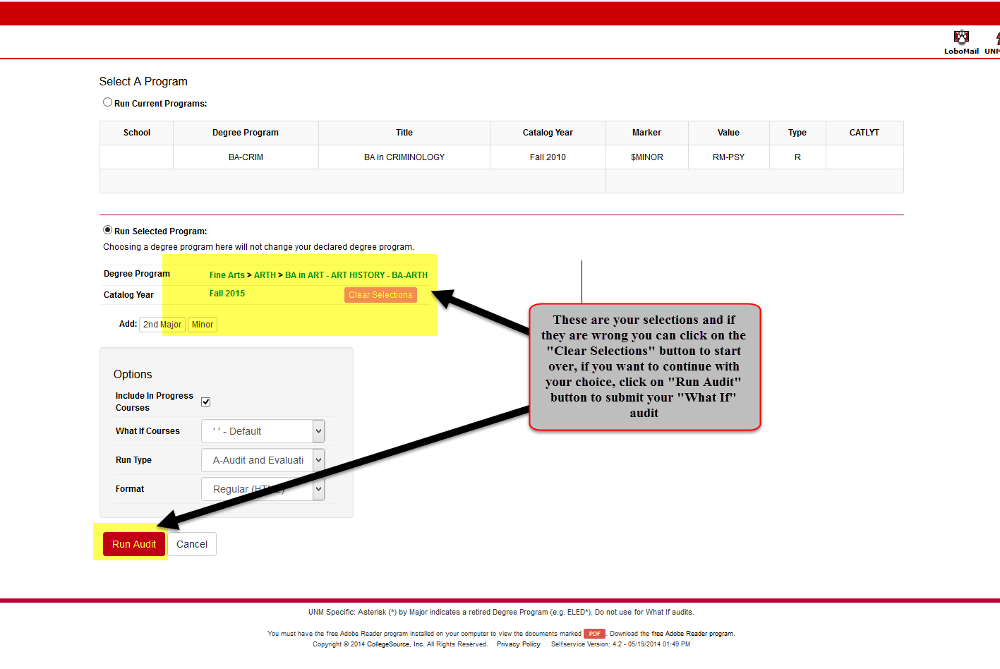 LoboMail UNM
Select A Program
Run Current Programs:
School Degree Program Title Catalog Year Marker Value Type CATLYT
BA-CRIM BA in CRIMINOLOGY Fall 2010 $MINOR RM-PSY R
Run Selected Program:
Choosing a degree program here will not change your declared degree program.
Degree Program Fine Arts > ARTH > BA in ART - ART HISTORY - BA-ARTH
Catalog Year Fall 2015 Clear Selections
Add: 2nd Major Minor
These are your selections and if
they are wrong you can click on the
"Clear Selections" button to start
over, if you want to continue with
your choice, click on "Run Audit"
button to submit your "What If"
audit
Options
Include In Progress
Courses
What If Courses ' ' - Default
Run Type A-Audit and Evaluati
Format Regular (HTML)
Run Audit Cancel
UNM Specific: Asterisk (*) by Major indicates a retired Degree Program (e.g. ELED*). Do not use for What If audits.
You must have the free Adobe Reader program installed on your computer to view the documents marked PDF . Download the free Adobe Reader program.
Copyright © 2014 CollegeSource, Inc. All Rights Reserved. Privacy Policy Selfservice Version: 4.2 - 05/19/2014 01:49 PM